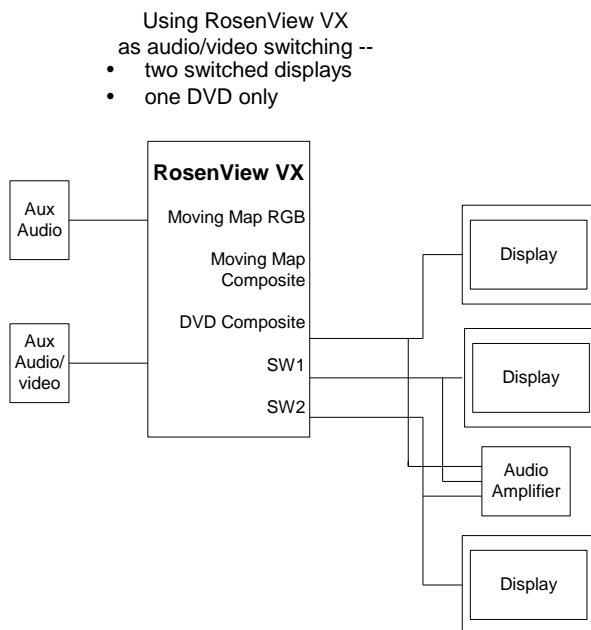 Using RosenView VX
as audio/video switching --
• two switched displays
• one DVD only
RosenView VX
Aux
Audio
Moving Map RGB
Moving Map
Composite
DVD Composite
SW1
SW2
Aux
Audio/
video
Display
Display
Audio
Amplifier
Display